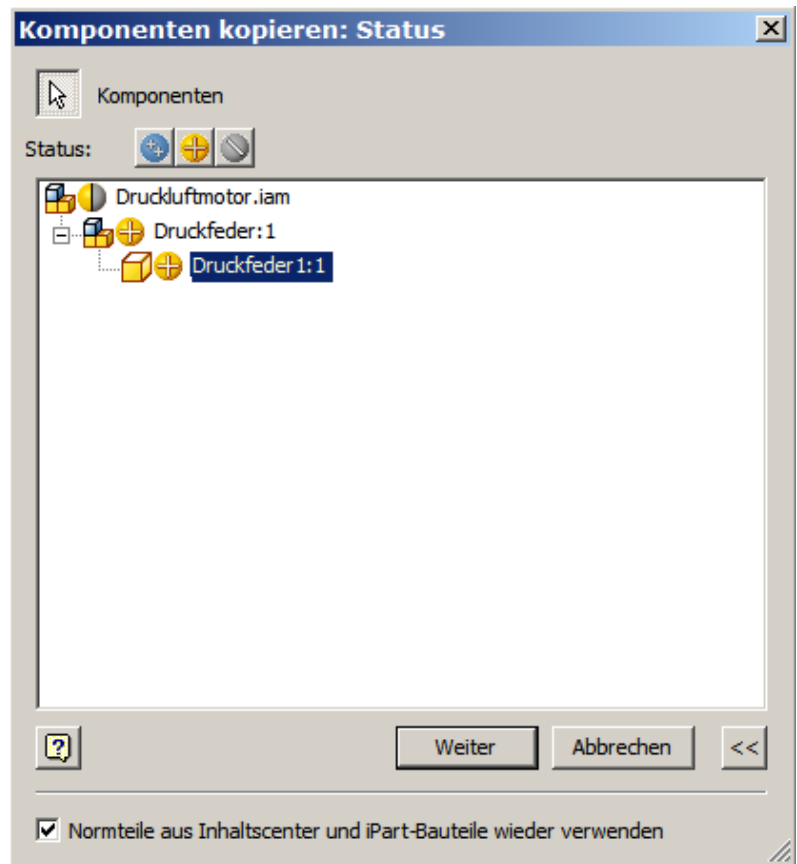 Komponenten kopieren: Status
Komponenten
Status:
Druckluftmotor.iam
Druckfeder:1
Druckfeder1:1
Weiter
Abbrechen
<<
Normteile aus Inhaltscenter und iPart-Bauteile wieder verwenden